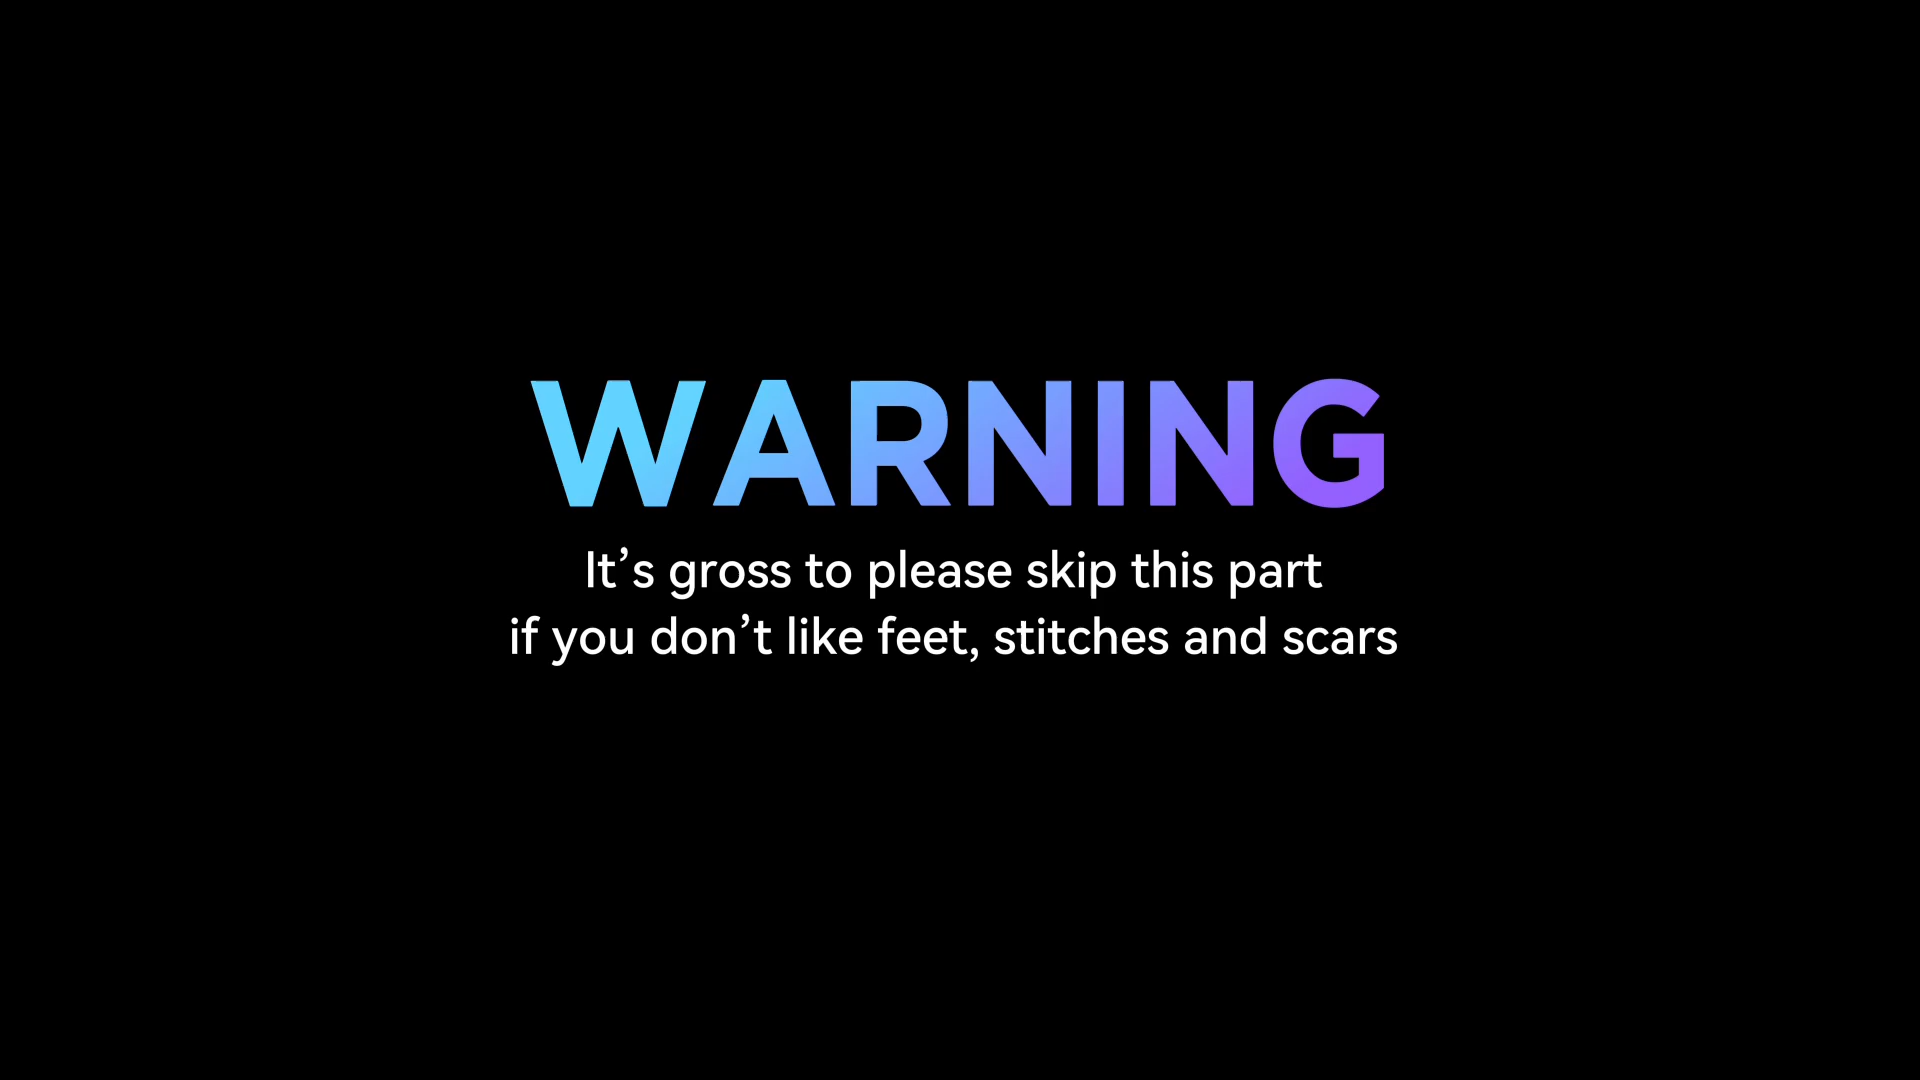 WARNING
It’s gross to please skip this part
if you don’t like feet, stitches and scars